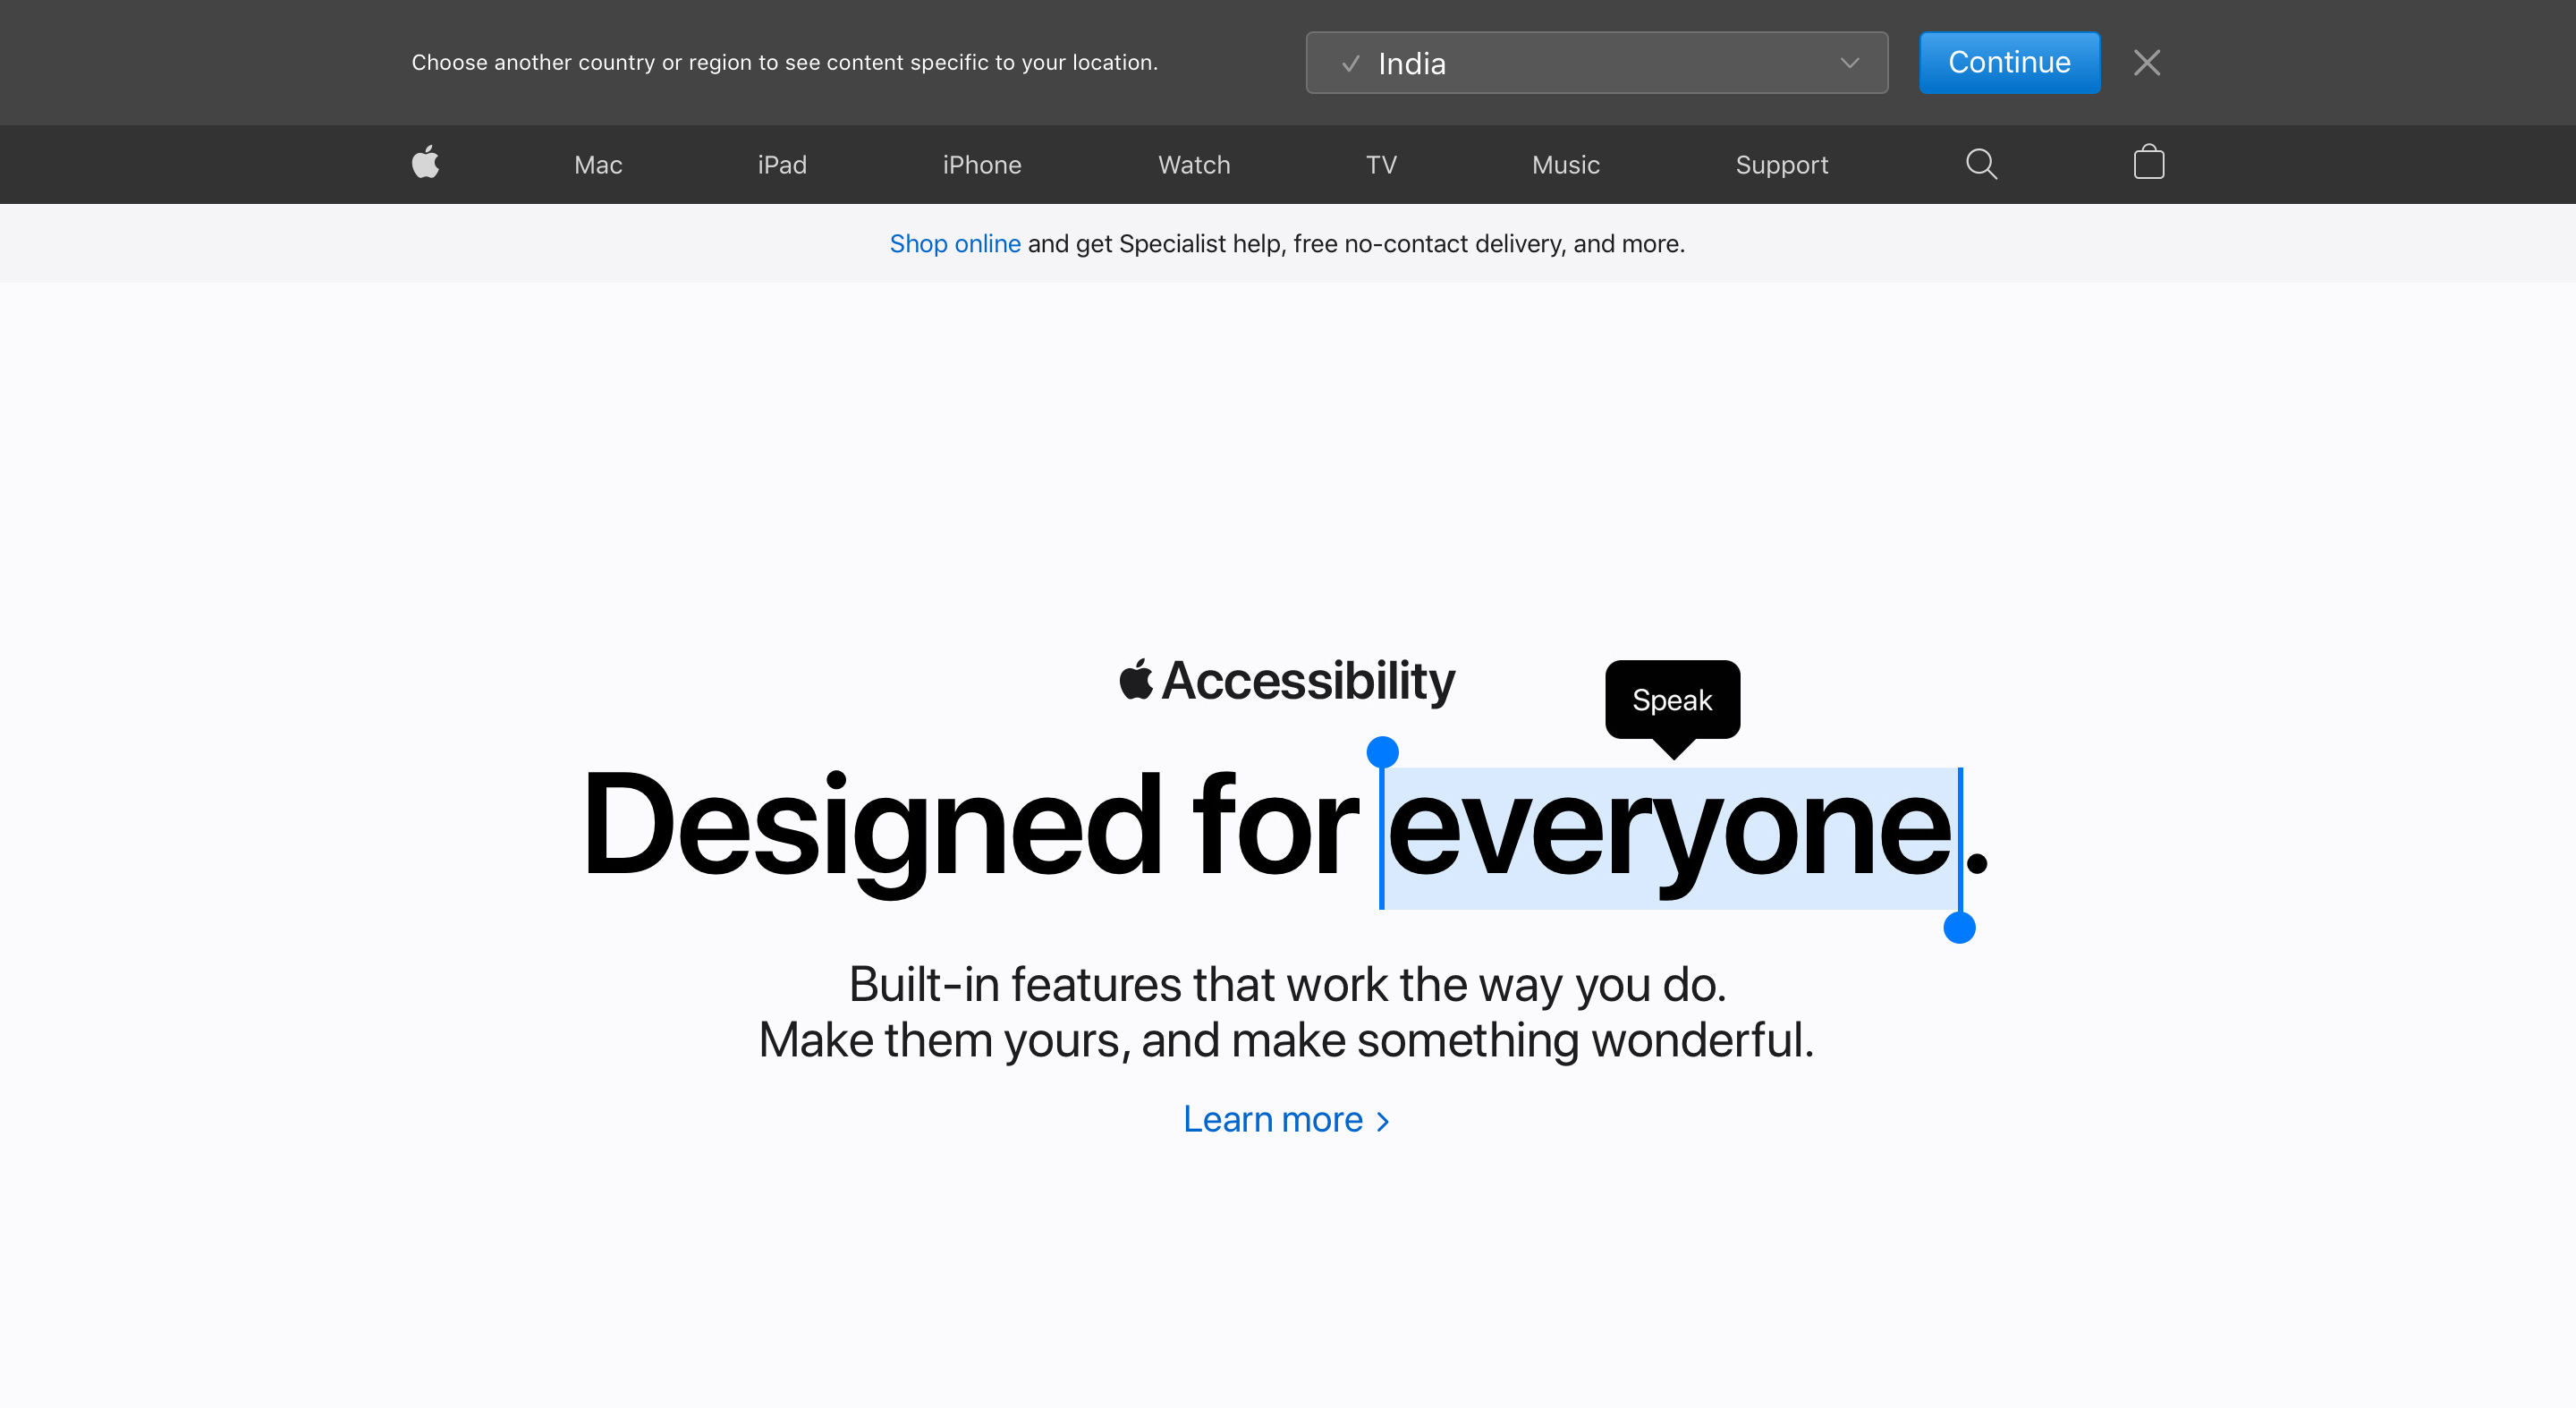 Choose another country or region to see content specific to your location.
India
Continue
Mac iPad iPhone Watch TV Music Support
Shop online and get Specialist help, free no-contact delivery, and more.
Accessibility
Speak
Designed for everyone.
Built-in features that work the way you do.
Make them yours, and make something wonderful.
Learn more